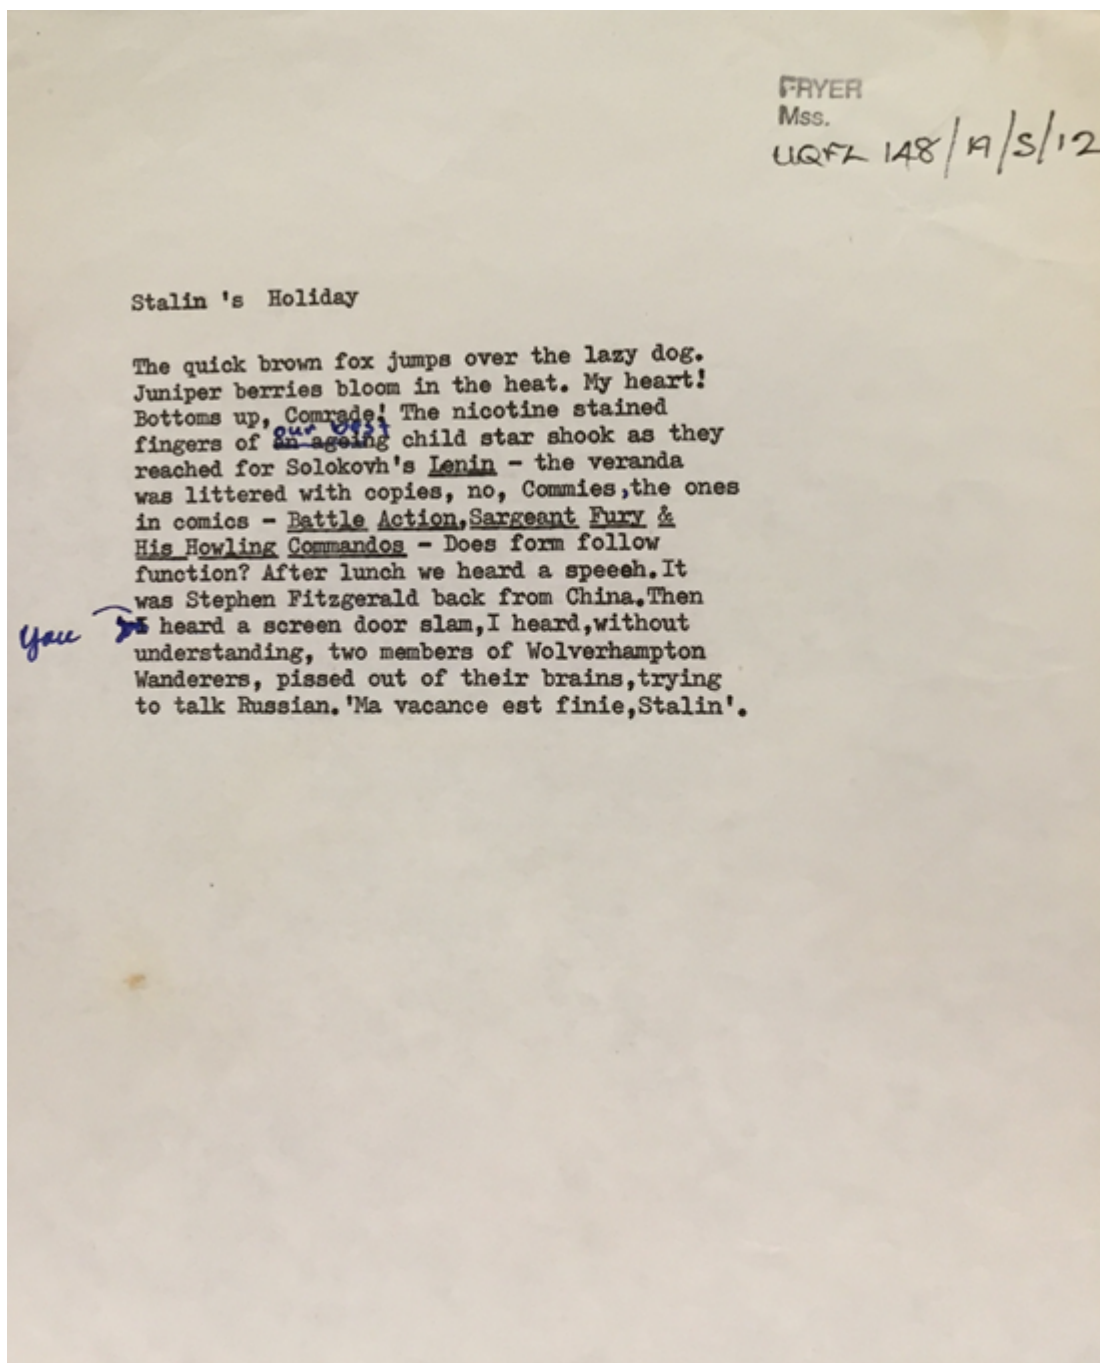 FRYER
Mss.
UQFL 148/A/S/12
Stalin 's Holiday
The quick brown fox jumps over the lazy dog.
Juniper berries bloom in the heat. My heart!
Bottoms up, Comrade! The nicotine stained
our best
fingers of an ageing child star shook as they
reached for Solokovh's Lenin - the veranda
was littered with copies, no, Commies,the ones
in comics - Battle Action,Sargeant Fury &
His Howling Commandos - Does form follow
function? After lunch we heard a speeeh.It
was Stephen Fitzgerald back from China.Then
you I heard a screen door slam,I heard,without
understanding, two members of Wolverhampton
Wanderers, pissed out of their brains,trying
to talk Russian.'Ma vacance est finie,Stalin'.